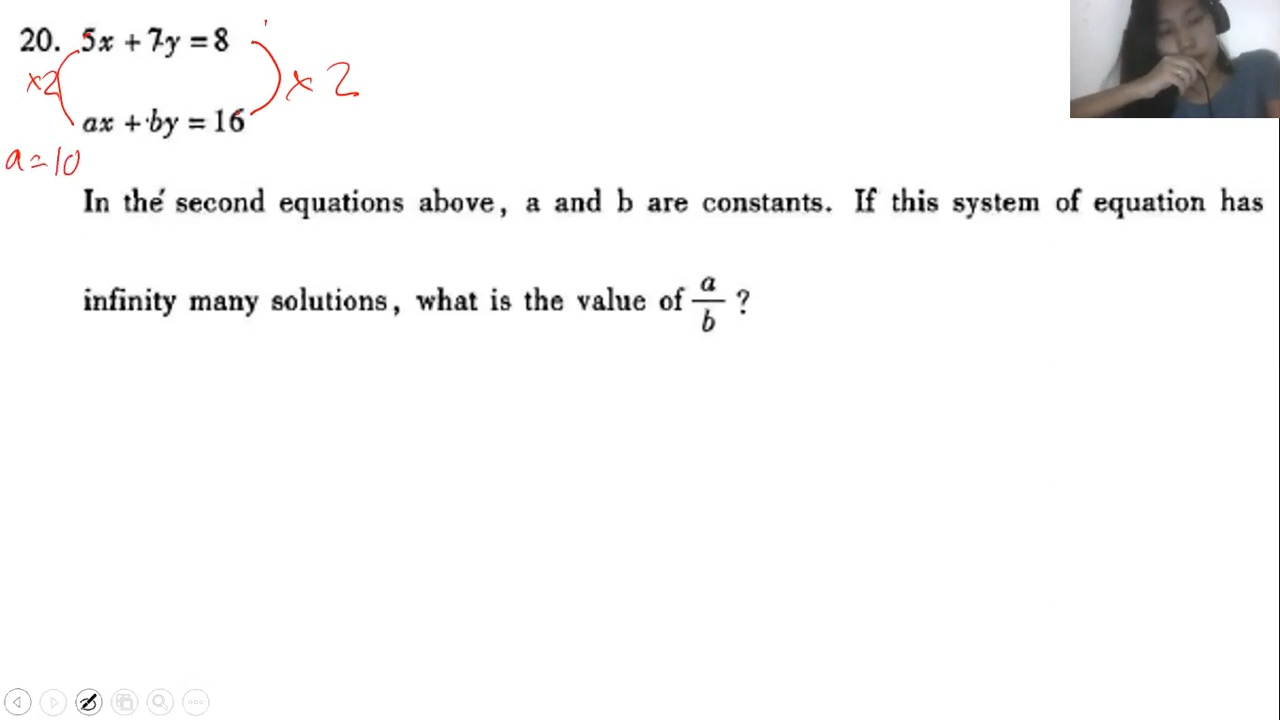 20. 5x + 7y = 8
×2
× 2
ax + by = 16
a = 10
In the second equations above, a and b are constants. If this system of equation has
infinity many solutions, what is the value of a/b ?